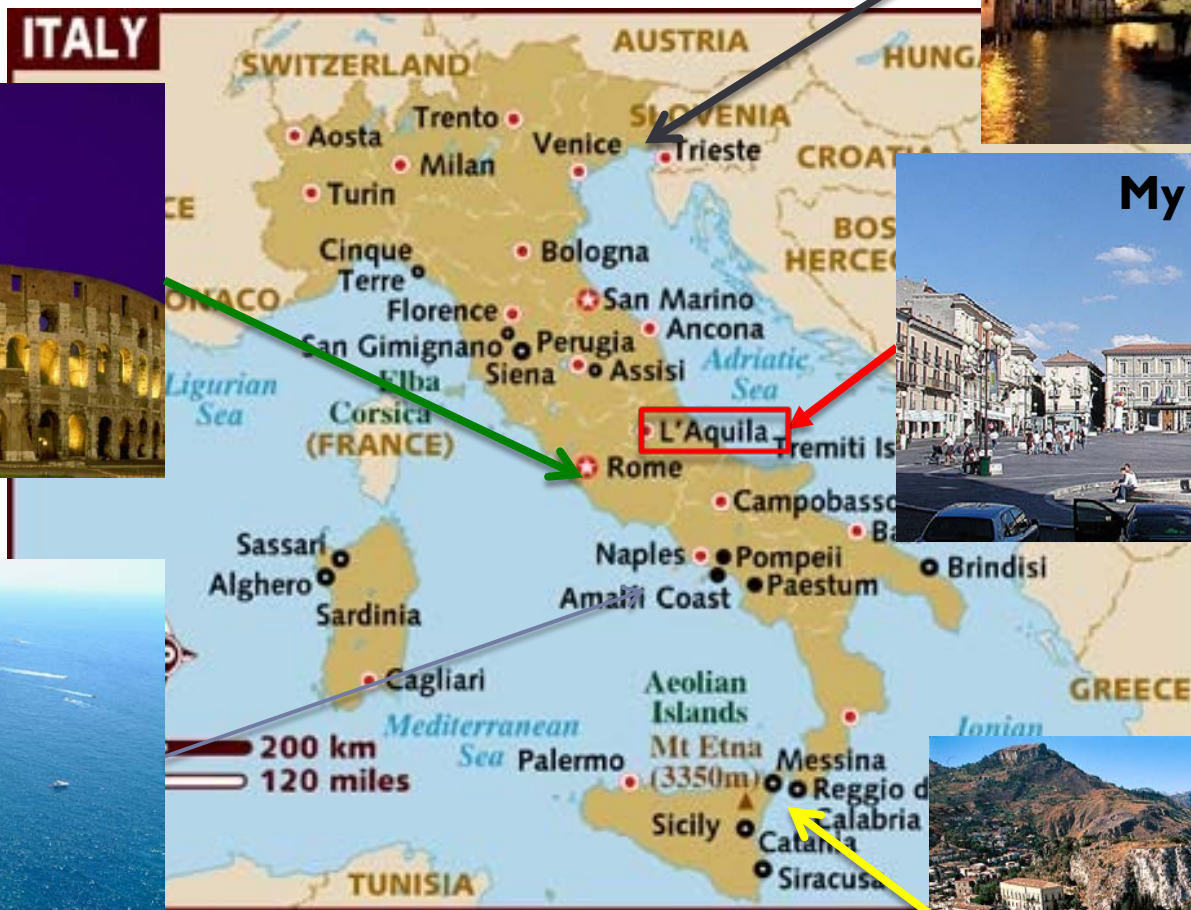 ITALY
AUSTRIA
SWITZERLAND
HUNGA
SLOVENIA
Trento
Aosta
Venice
Trieste
CROATIA
Milan
Turin
My
CE
BOS
HERCEG
Cinque
Terre
Bologna
ONACO
San Marino
Florence
Ancona
San Gimignano
Perugia
Adriatic
Sea
Siena
Assisi
Ligurian
Sea
Elba
Corsica
(FRANCE)
L'Aquila
Tremiti Is
Rome
Campobasso
Ba
Sassari
Naples
Pompeii
Brindisi
Alghero
Amalfi Coast
Paestum
Sardinia
Cagliari
Aeolian
Islands
GREECE
Mediterranean
Sea
Ionian
200 km
120 miles
Palermo
Mt Etna
(3350m)
Messina
Reggio d
Calabria
Sicily
Catania
Siracusa
TUNISIA